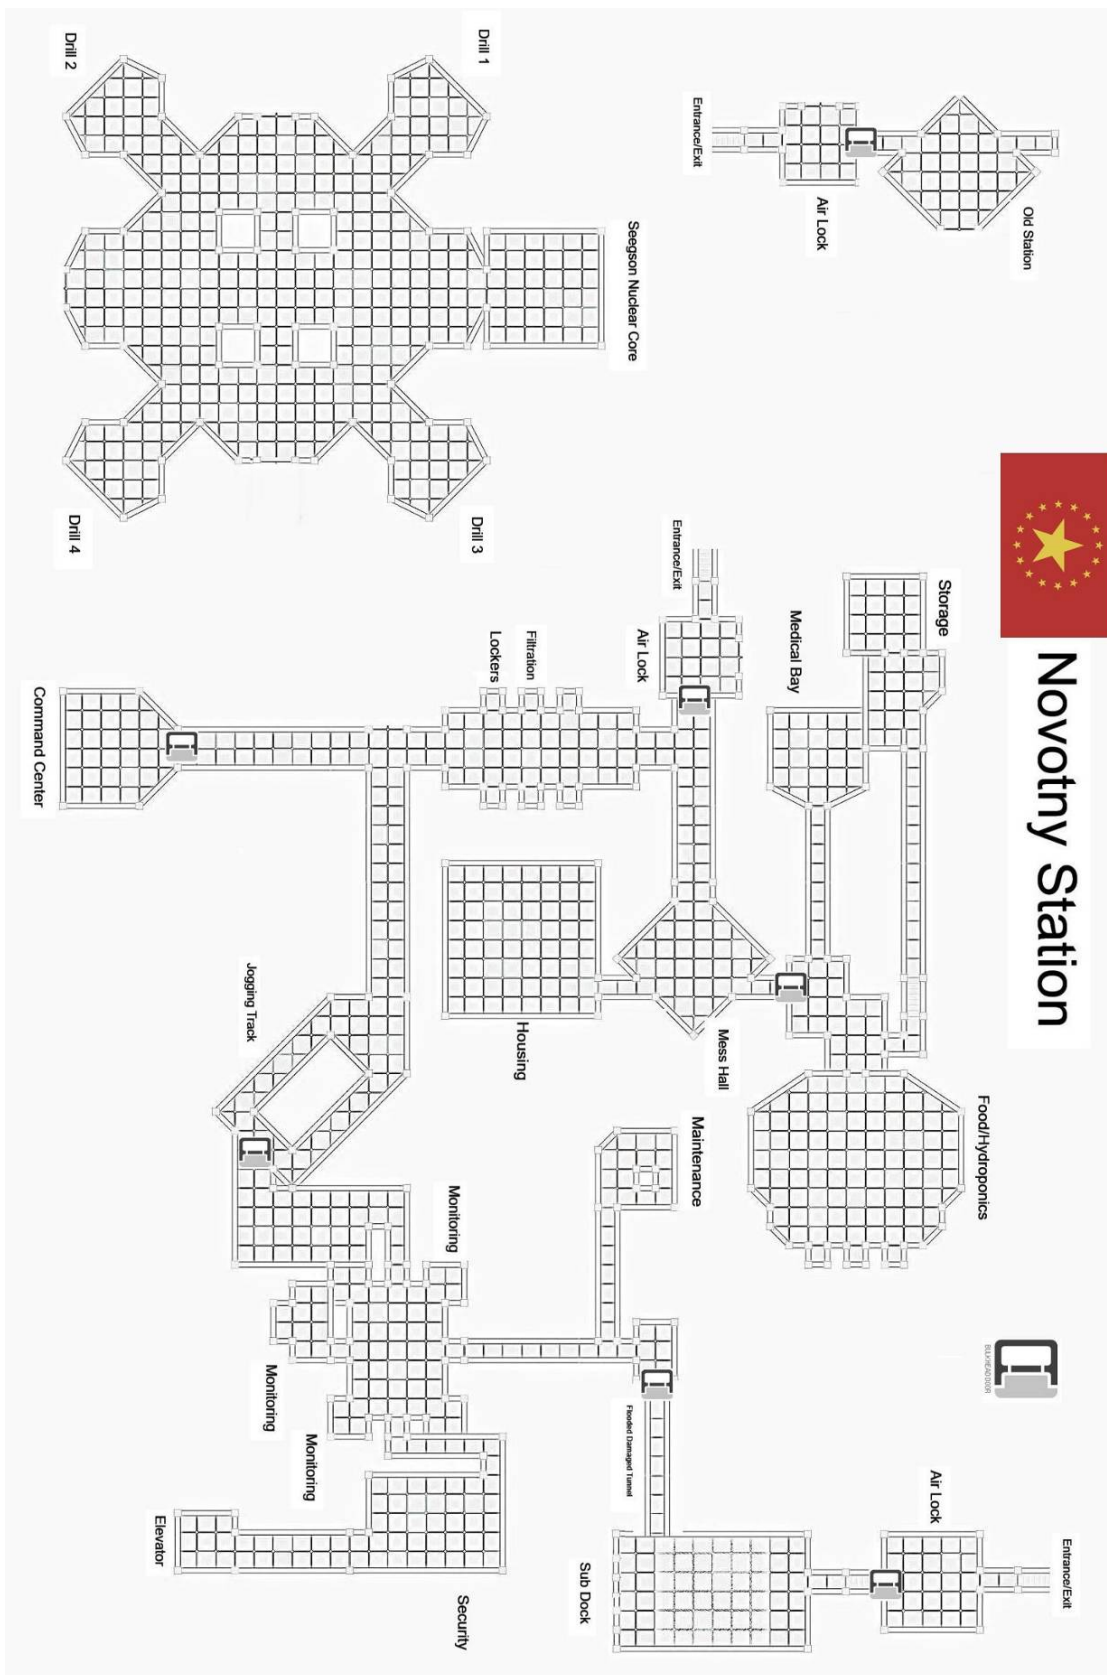 Novotny Station
Entrance/Exit
Air Lock
Old Station
Drill 1
Drill 2
Seegson Nuclear Core
Drill 3
Drill 4
Storage
Medical Bay
Entrance/Exit
Air Lock
Filtration
Lockers
Command Center
Food/Hydroponics
Mess Hall
Housing
Jogging Track
BULKHEAD DOOR
Maintenance
Monitoring
Monitoring
Monitoring
Entrance/Exit
Air Lock
Flooded Damaged Tunnel
Sub Dock
Security
Elevator